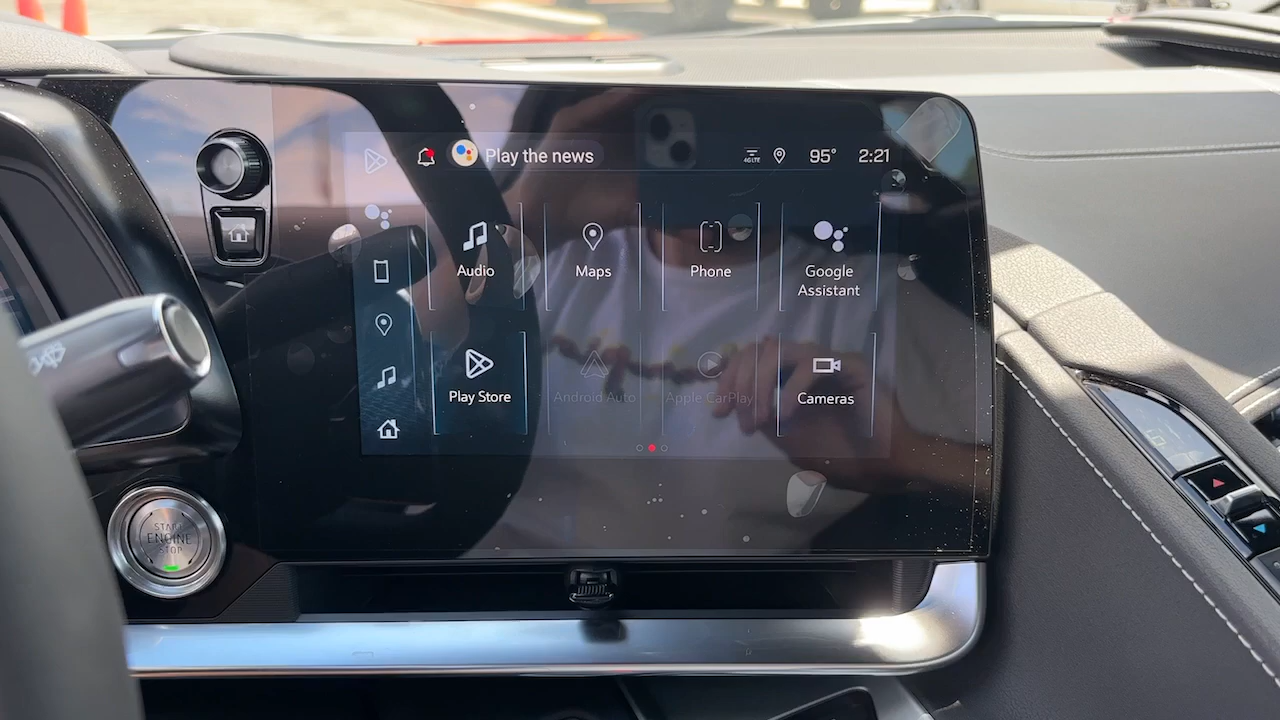 Play the news
4G LTE
95°
2:21
Audio
Maps
Phone
Google
Assistant
Play Store
Android Auto
Apple CarPlay
Cameras
START
ENGINE
STOP